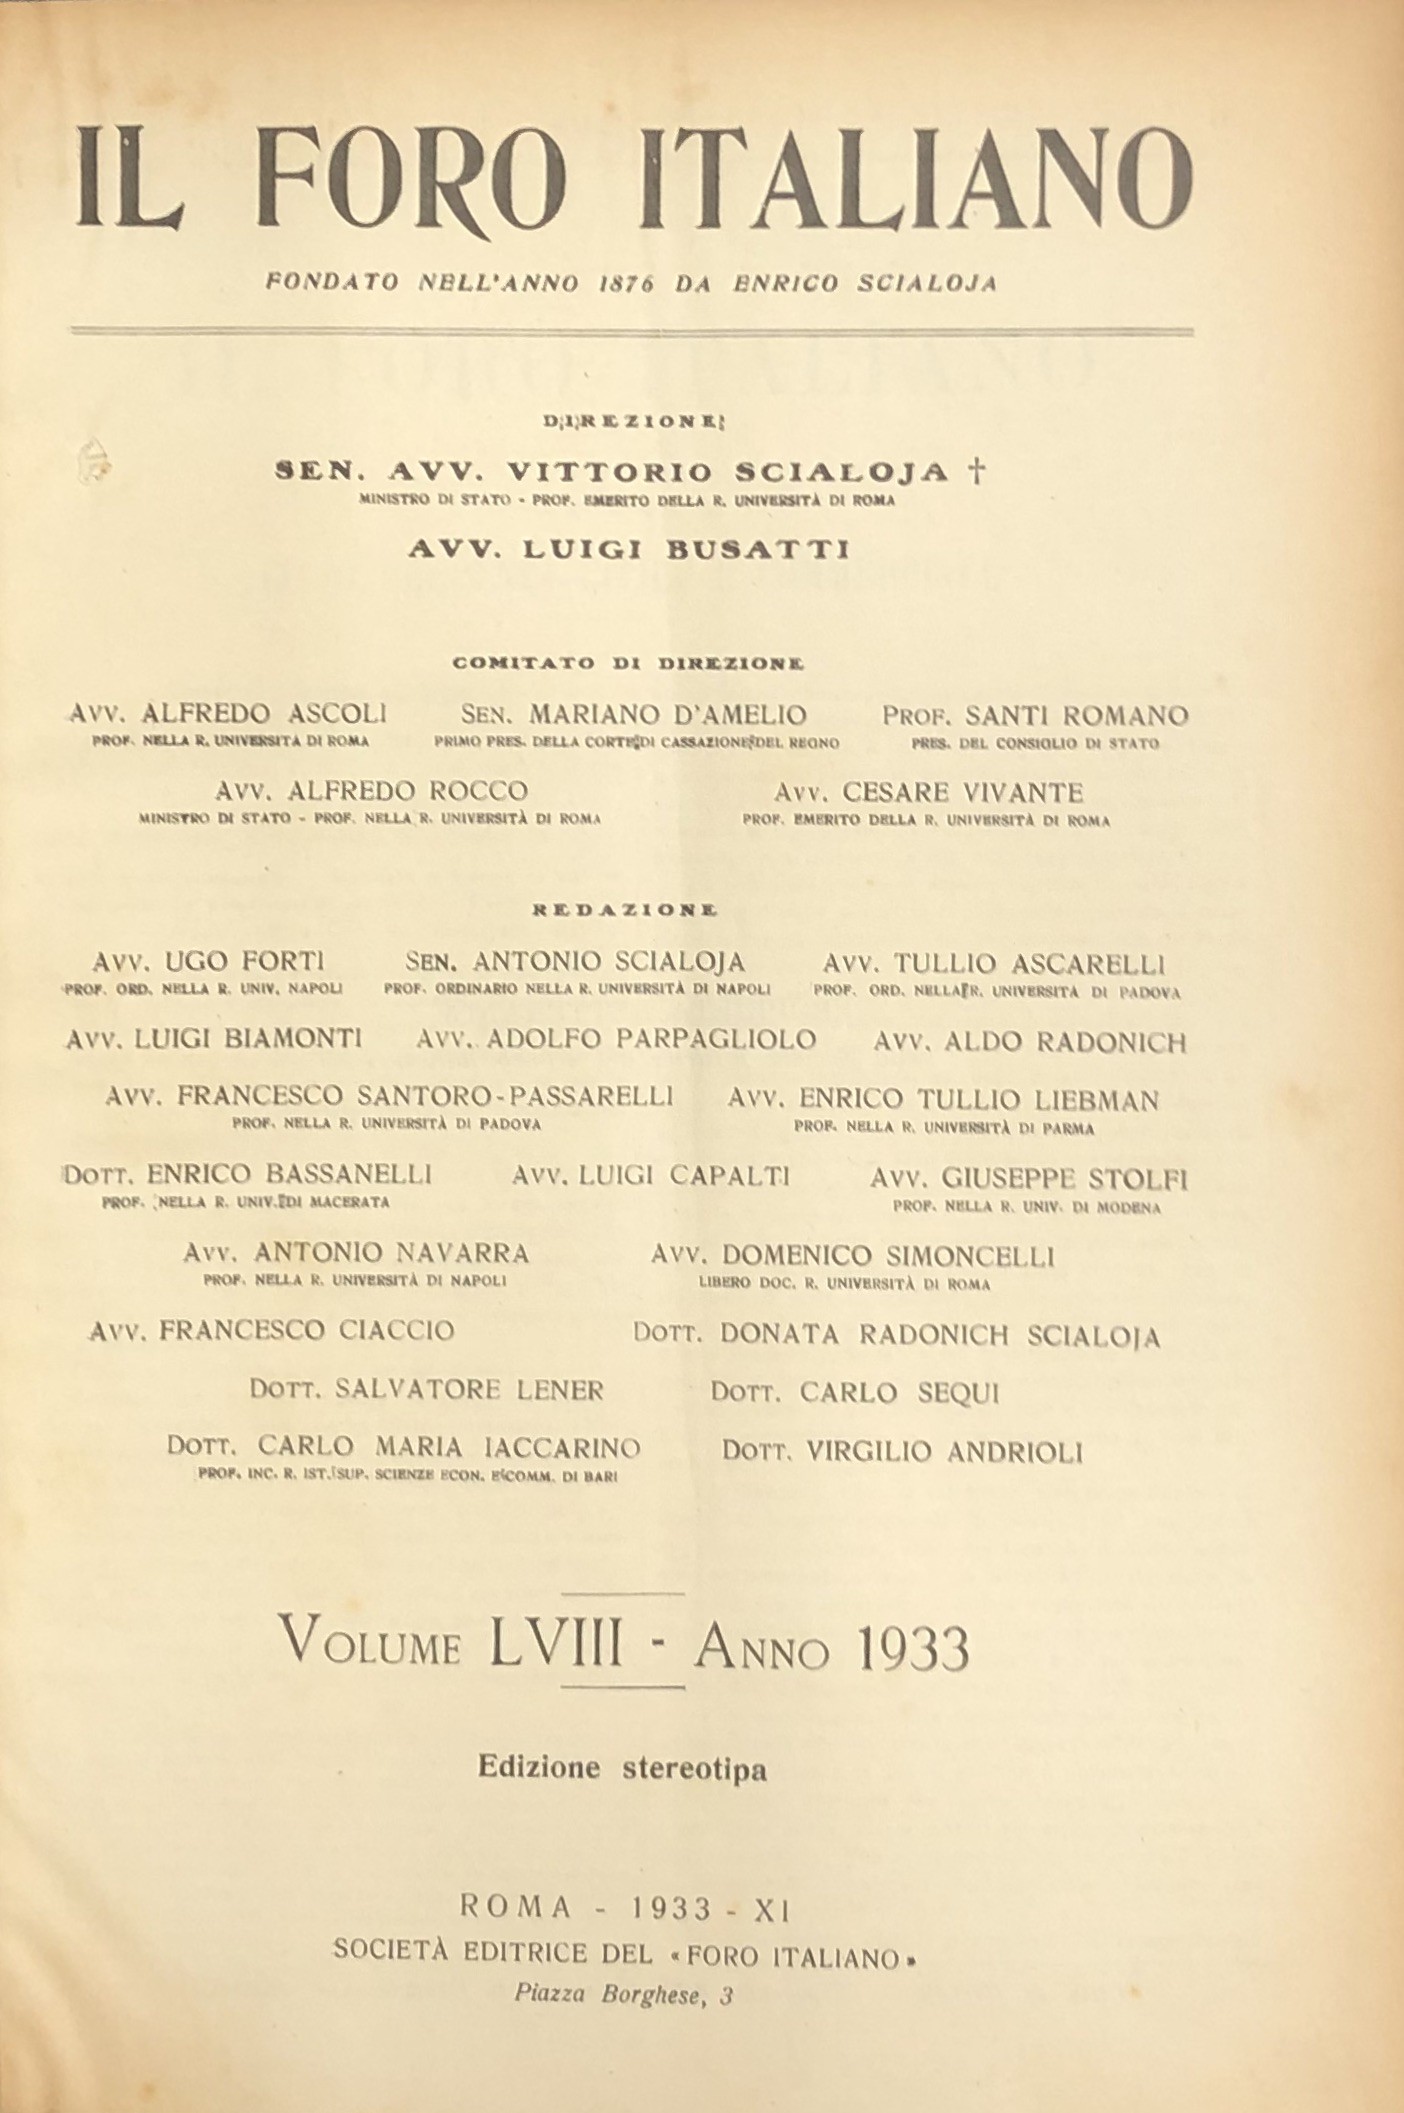 IL FORO ITALIANO
FONDATO NELL'ANNO 1876 DA ENRICO SCIALOJA
DIREZIONE
SEN. AVV. VITTORIO SCIALOJA †
MINISTRO DI STATO - PROF. EMERITO DELLA R. UNIVERSITÀ DI ROMA
AVV. LUIGI BUSATTI
COMITATO DI DIREZIONE
AVV. ALFREDO ASCOLI SEN. MARIANO D'AMELIO PROF. SANTI ROMANO
PROF. NELLA R. UNIVERSITÀ DI ROMA PRIMO PRES. DELLA CORTE DI CASSAZIONE DEL REGNO PRES. DEL CONSIGLIO DI STATO
AVV. ALFREDO ROCCO AVV. CESARE VIVANTE
MINISTRO DI STATO - PROF. NELLA R. UNIVERSITÀ DI ROMA PROF. EMERITO DELLA R. UNIVERSITÀ DI ROMA
REDAZIONE
AVV. UGO FORTI SEN. ANTONIO SCIALOJA AVV. TULLIO ASCARELLI
PROF. ORD. NELLA R. UNIV. NAPOLI PROF. ORDINARIO NELLA R. UNIVERSITÀ DI NAPOLI PROF. ORD. NELLA R. UNIVERSITÀ DI PADOVA
AVV. LUIGI BIAMONTI AVV. ADOLFO PARPAGLIOLO AVV. ALDO RADONICH
AVV. FRANCESCO SANTORO-PASSARELLI AVV. ENRICO TULLIO LIEBMAN
PROF. NELLA R. UNIVERSITÀ DI PADOVA PROF. NELLA R. UNIVERSITÀ DI PARMA
DOTT. ENRICO BASSANELLI AVV. LUIGI CAPALTI AVV. GIUSEPPE STOLFI
PROF. NELLA R. UNIV. DI MACERATA PROF. NELLA R. UNIV. DI MODENA
AVV. ANTONIO NAVARRA AVV. DOMENICO SIMONCELLI
PROF. NELLA R. UNIVERSITÀ DI NAPOLI LIBERO DOC. R. UNIVERSITÀ DI ROMA
AVV. FRANCESCO CIACCIO DOTT. DONATA RADONICH SCIALOJA
DOTT. SALVATORE LENER DOTT. CARLO SEQUI
DOTT. CARLO MARIA IACCARINO DOTT. VIRGILIO ANDRIOLI
PROF. INC. R. IST. SUP. SCIENZE ECON. E COMM. DI BARI
VOLUME LVIII - ANNO 1933
Edizione stereotipa
ROMA - 1933 - XI
SOCIETÀ EDITRICE DEL «FORO ITALIANO»
Piazza Borghese, 3